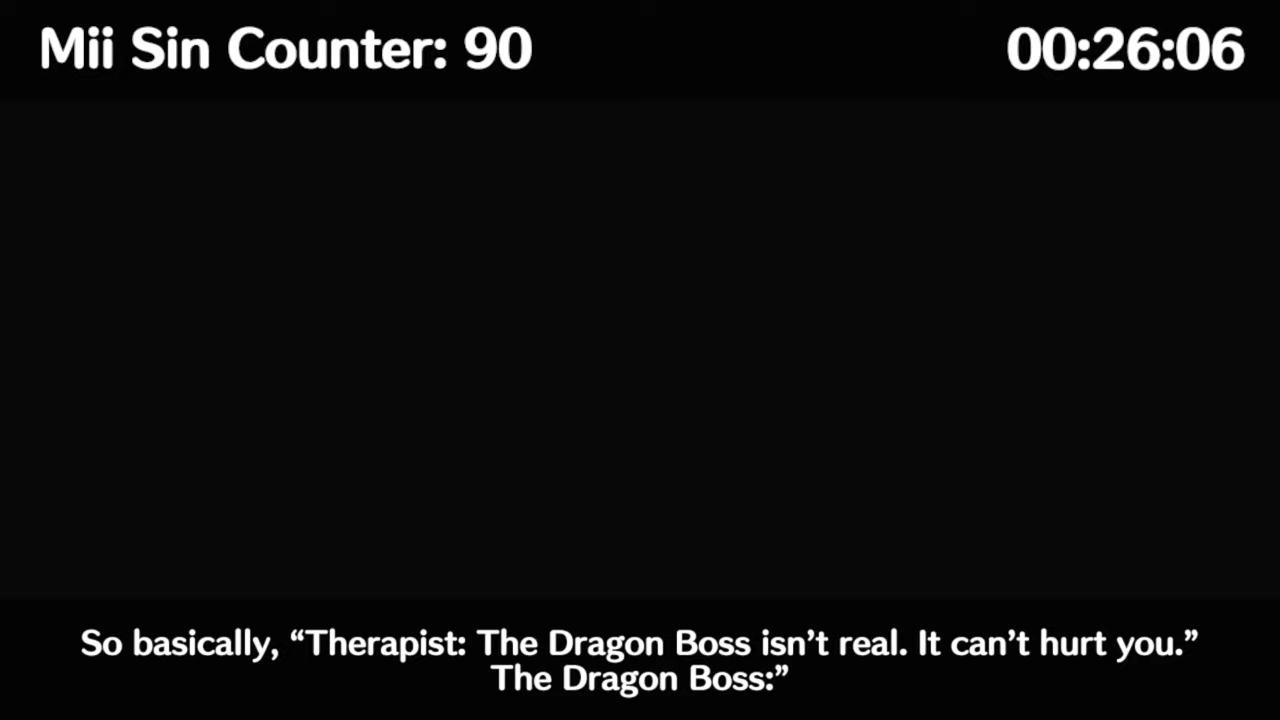 Mii Sin Counter: 90
00:26:06
So basically, “Therapist: The Dragon Boss isn’t real. It can’t hurt you.”
The Dragon Boss:”